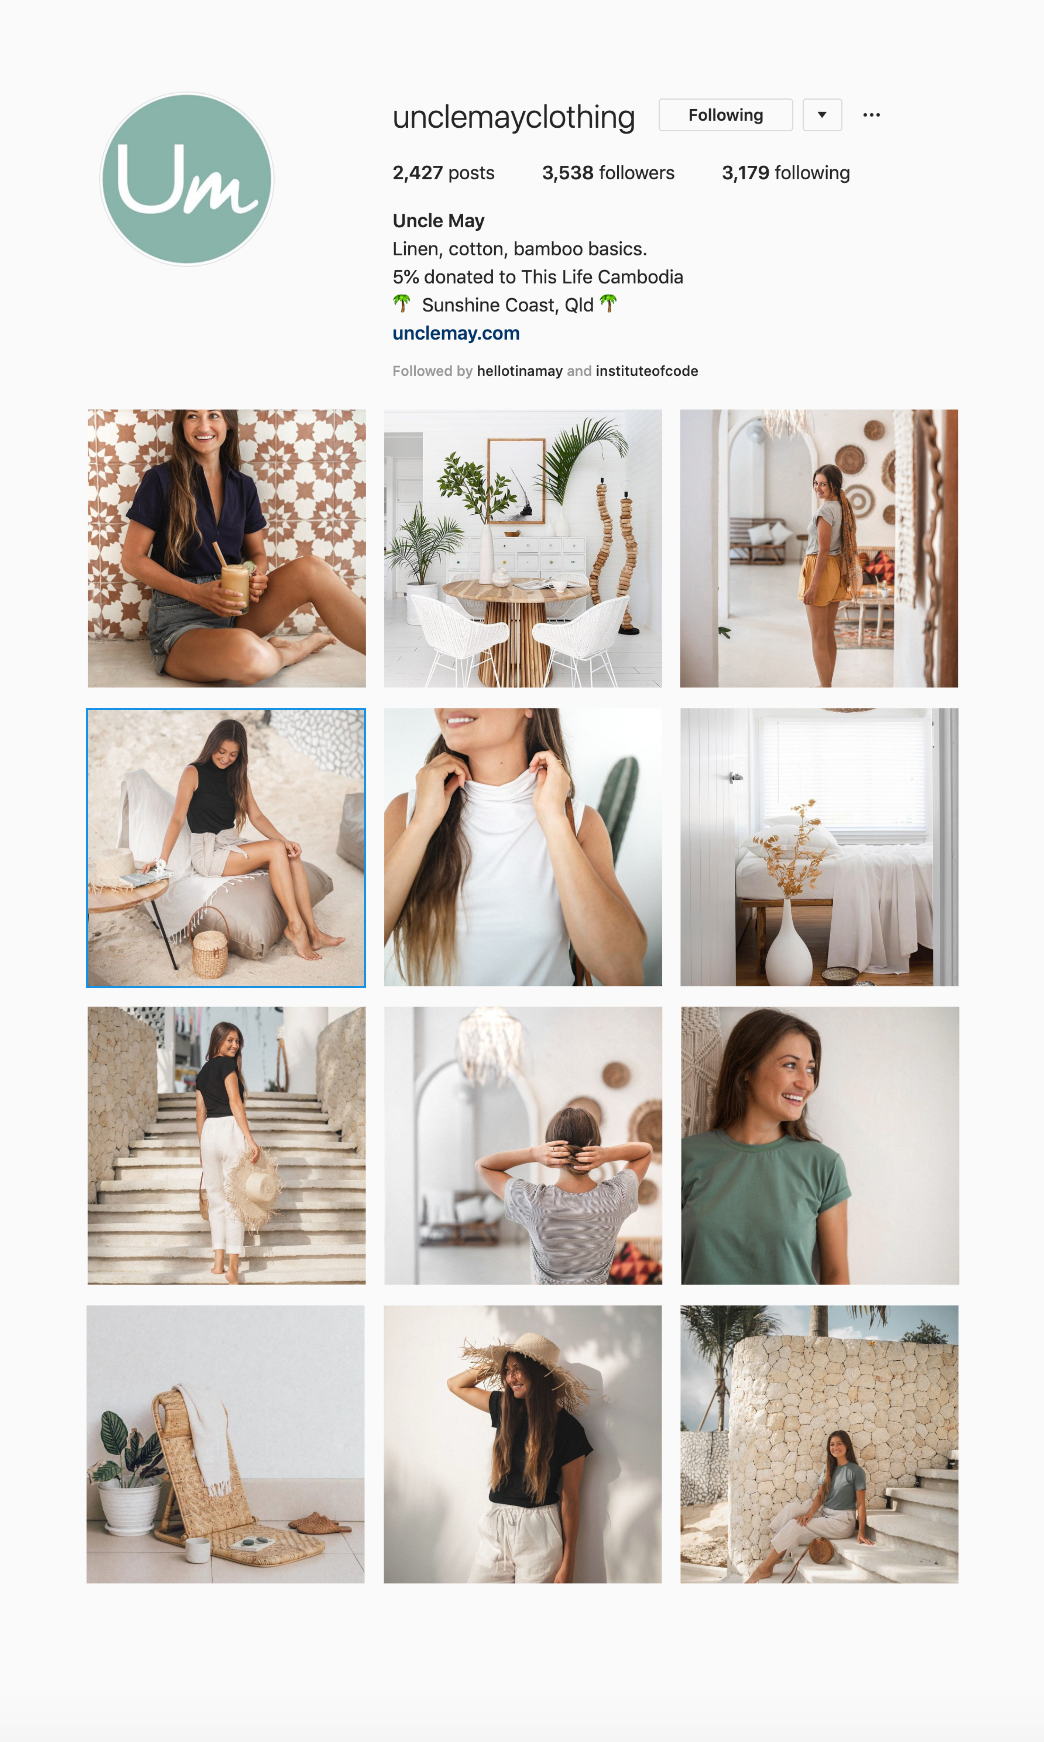 Um
unclemayclothing Following
2,427 posts 3,538 followers 3,179 following
Uncle May
Linen, cotton, bamboo basics.
5% donated to This Life Cambodia
🌴 Sunshine Coast, Qld 🌴
unclemay.com
Followed by hellotinamay and instituteofcode